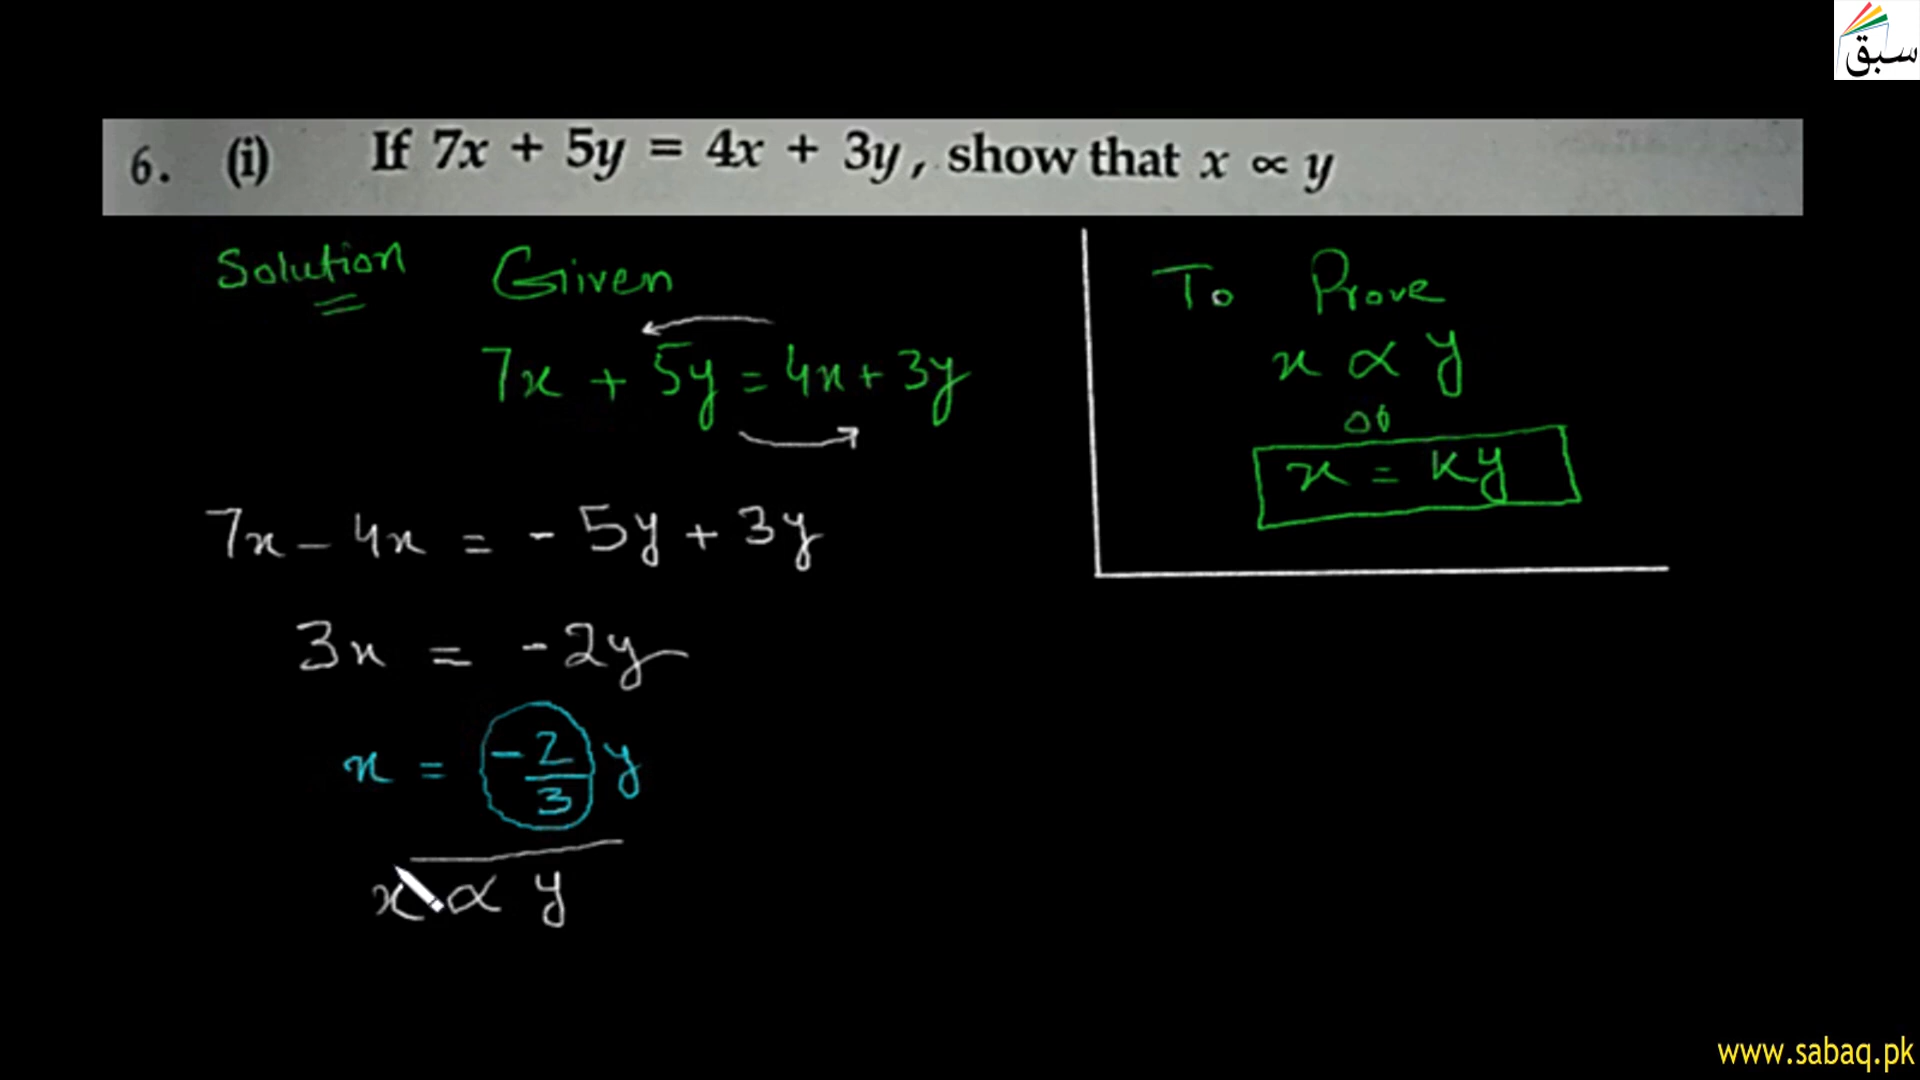 سبق
6. (i) If 7x + 5y = 4x + 3y, show that x ∝ y
Solution Given
7x + 5y = 4x + 3y
7x - 4x = - 5y + 3y
3x = - 2y
x = -2/3 y
x ∝ y
To Prove
x ∝ y
or
x = Ky
www.sabaq.pk